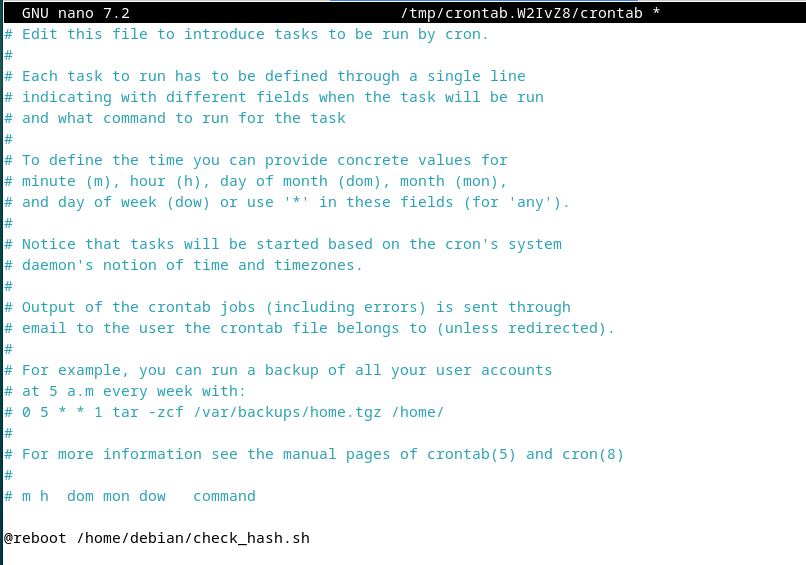 GNU nano 7.2 /tmp/crontab.W2IvZ8/crontab *
# Edit this file to introduce tasks to be run by cron.
#
# Each task to run has to be defined through a single line
# indicating with different fields when the task will be run
# and what command to run for the task
#
# To define the time you can provide concrete values for
# minute (m), hour (h), day of month (dom), month (mon),
# and day of week (dow) or use '*' in these fields (for 'any').
#
# Notice that tasks will be started based on the cron's system
# daemon's notion of time and timezones.
#
# Output of the crontab jobs (including errors) is sent through
# email to the user the crontab file belongs to (unless redirected).
#
# For example, you can run a backup of all your user accounts
# at 5 a.m every week with:
# 0 5 * * 1 tar -zcf /var/backups/home.tgz /home/
#
# For more information see the manual pages of crontab(5) and cron(8)
#
# m h  dom mon dow   command
@reboot /home/debian/check_hash.sh